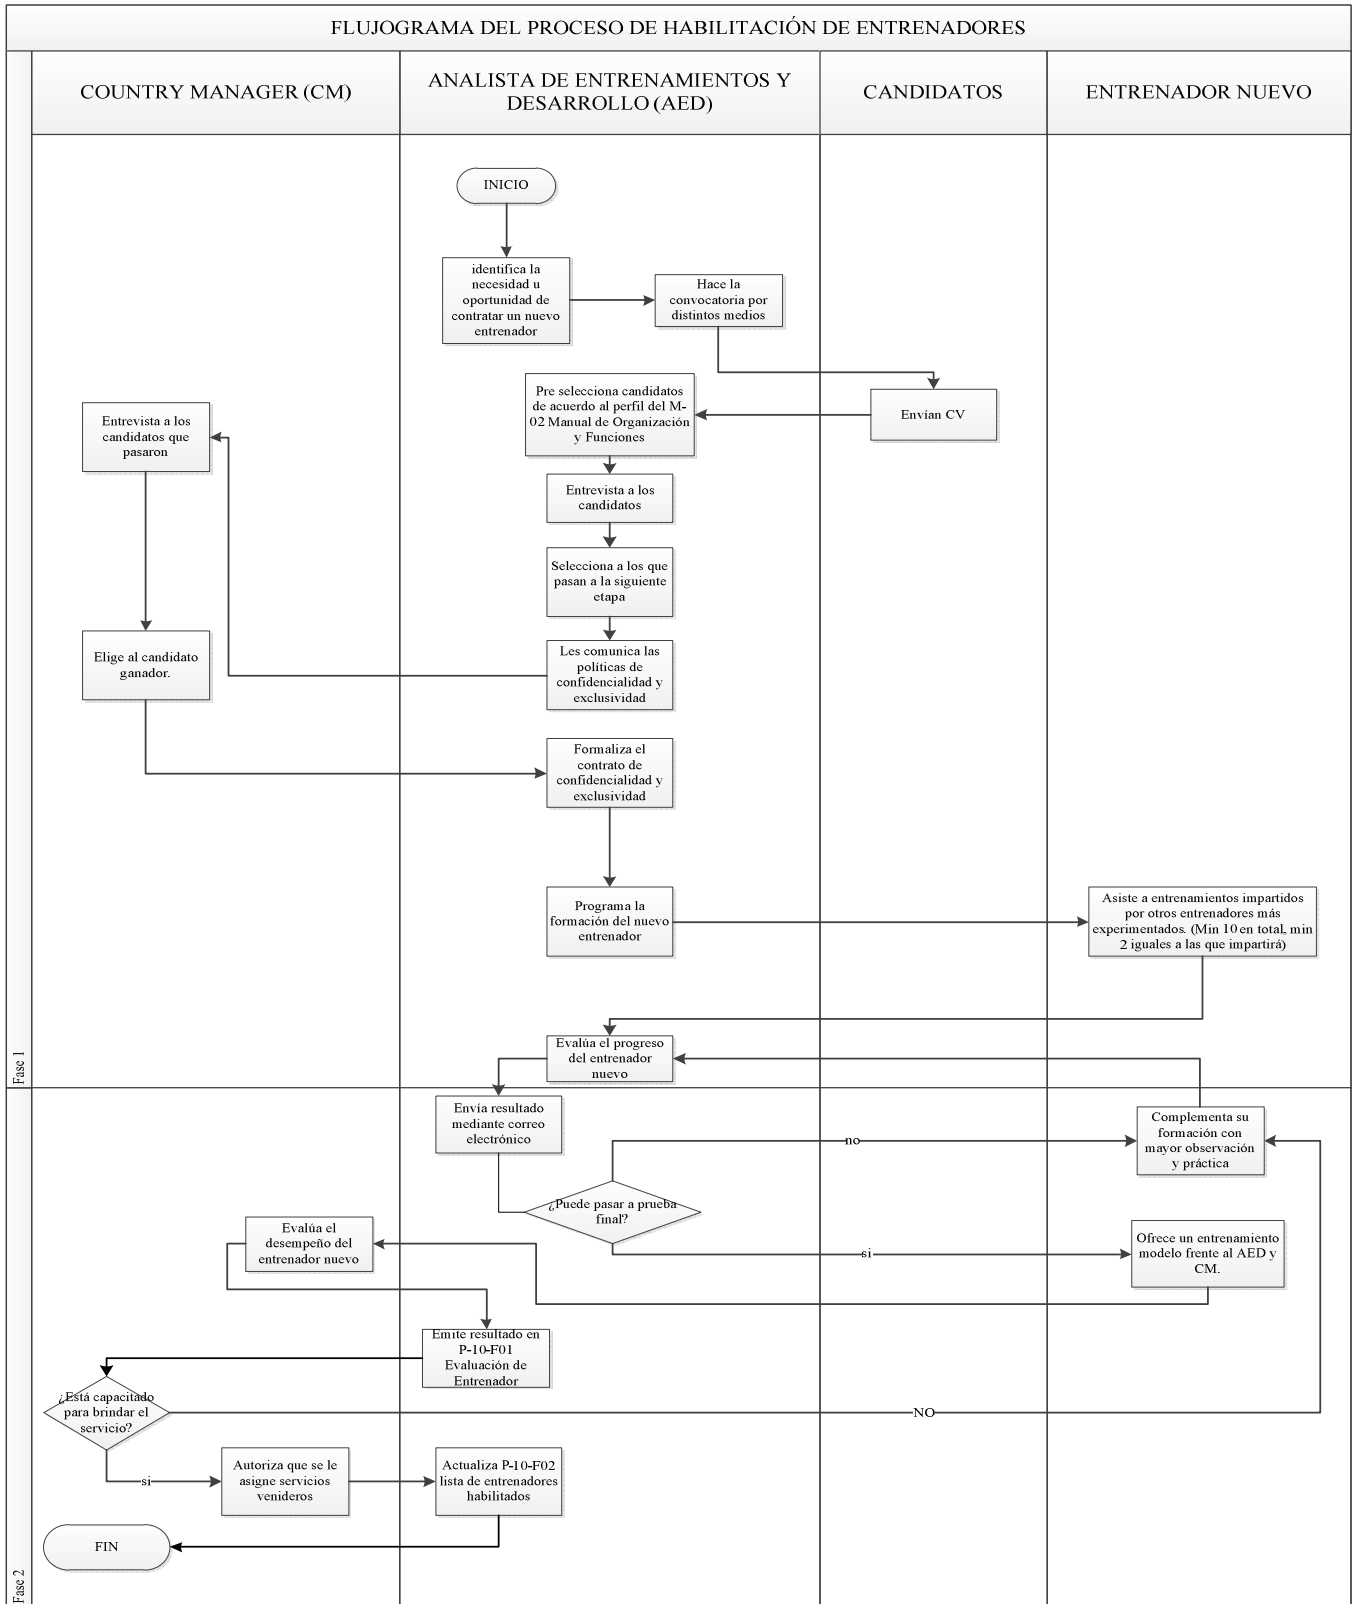 FLUJOGRAMA DEL PROCESO DE HABILITACIÓN DE ENTRENADORES
COUNTRY MANAGER (CM)
ANALISTA DE ENTRENAMIENTOS Y
DESARROLLO (AED)
CANDIDATOS
ENTRENADOR NUEVO
INICIO
identifica la
necesidad u
oportunidad de
contratar un nuevo
entrenador
Hace la
convocatoria por
distintos medios
Envían CV
Pre selecciona candidatos
de acuerdo al perfil del M-
02 Manual de Organización
y Funciones
Entrevista a los
candidatos
Selecciona a los que
pasan a la siguiente
etapa
Les comunica las
políticas de
confidencialidad y
exclusividad
Entrevista a los
candidatos que
pasaron
Elige al candidato
ganador.
Formaliza el
contrato de
confidencialidad y
exclusividad
Programa la
formación del nuevo
entrenador
Asiste a entrenamientos impartidos
por otros entrenadores más
experimentados. (Min 10 en total, min
2 iguales a las que impartirá)
Evalúa el progreso
del entrenador
nuevo
Fase 1
Envía resultado
mediante correo
electrónico
¿Puede pasar a prueba
final?
no
Complementa su
formación con
mayor observación
y práctica
si
Ofrece un entrenamiento
modelo frente al AED y
CM.
Evalúa el
desempeño del
entrenador nuevo
Emite resultado en
P-10-F01
Evaluación de
Entrenador
¿Está capacitado
para brindar el
servicio?
NO
si
Autoriza que se le
asigne servicios
venideros
Actualiza P-10-F02
lista de entrenadores
habilitados
FIN
Fase 2